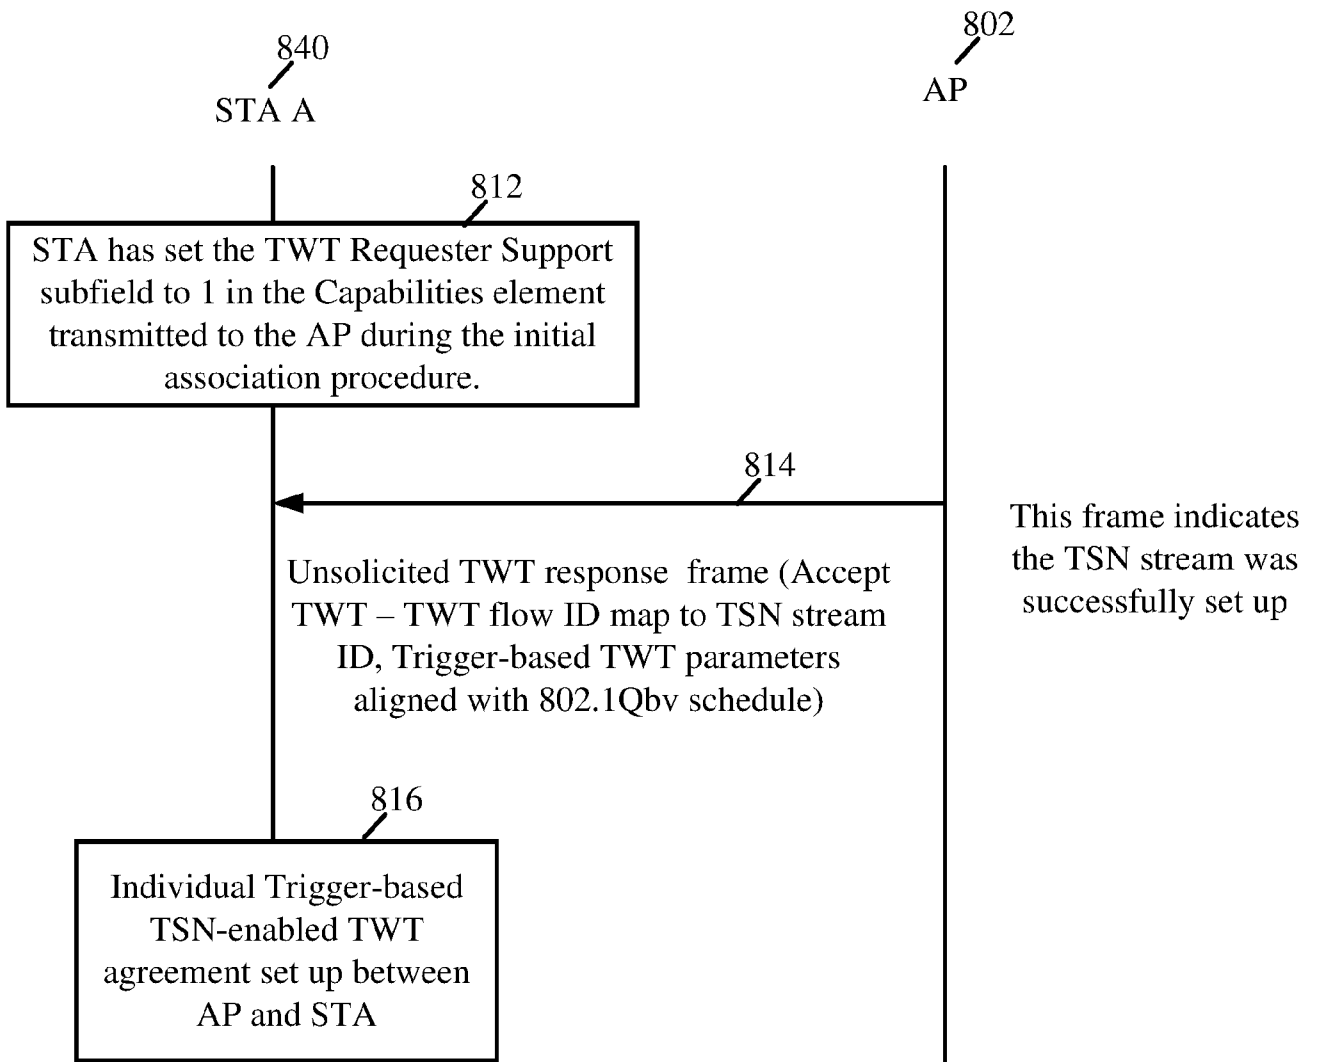 840
STA A
802
AP
812
STA has set the TWT Requester Support
subfield to 1 in the Capabilities element
transmitted to the AP during the initial
association procedure.
814
This frame indicates
the TSN stream was
successfully set up
Unsolicited TWT response frame (Accept
TWT – TWT flow ID map to TSN stream
ID, Trigger-based TWT parameters
aligned with 802.1Qbv schedule)
816
Individual Trigger-based
TSN-enabled TWT
agreement set up between
AP and STA